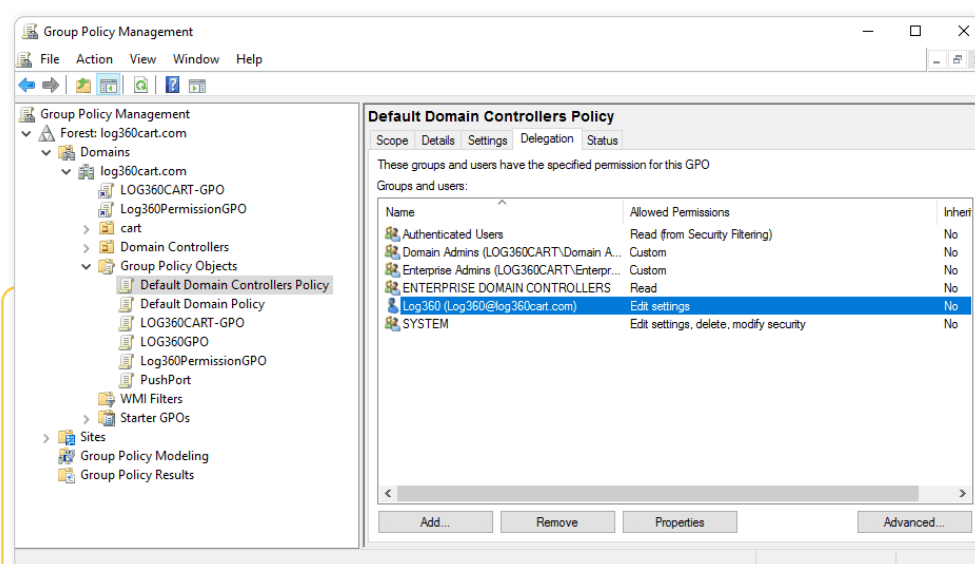 Group Policy Management
File Action View Window Help
Group Policy Management
Forest: log360cart.com
Domains
log360cart.com
LOG360CART-GPO
Log360PermissionGPO
cart
Domain Controllers
Group Policy Objects
Default Domain Controllers Policy
Default Domain Policy
LOG360CART-GPO
LOG360GPO
Log360PermissionGPO
PushPort
WMI Filters
Starter GPOs
Sites
Group Policy Modeling
Group Policy Results
Default Domain Controllers Policy
Scope Details Settings Delegation Status
These groups and users have the specified permission for this GPO
Groups and users:
Name Allowed Permissions Inheri
Authenticated Users Read (from Security Filtering) No
Domain Admins (LOG360CART\Domain A... Custom No
Enterprise Admins (LOG360CART\Enterpr... Custom No
ENTERPRISE DOMAIN CONTROLLERS Read No
Log360 (Log360@log360cart.com) Edit settings No
SYSTEM Edit settings, delete, modify security No
Add... Remove Properties Advanced...